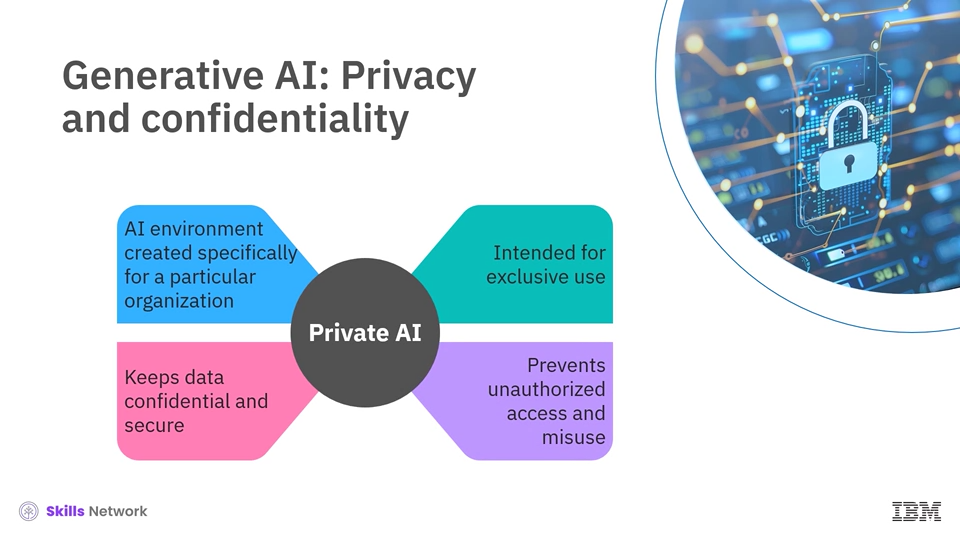 Generative AI: Privacy
and confidentiality
AI environment
created specifically
for a particular
organization
Intended for
exclusive use
Private AI
Keeps data
confidential and
secure
Prevents
unauthorized
access and
misuse
Skills Network
IBM